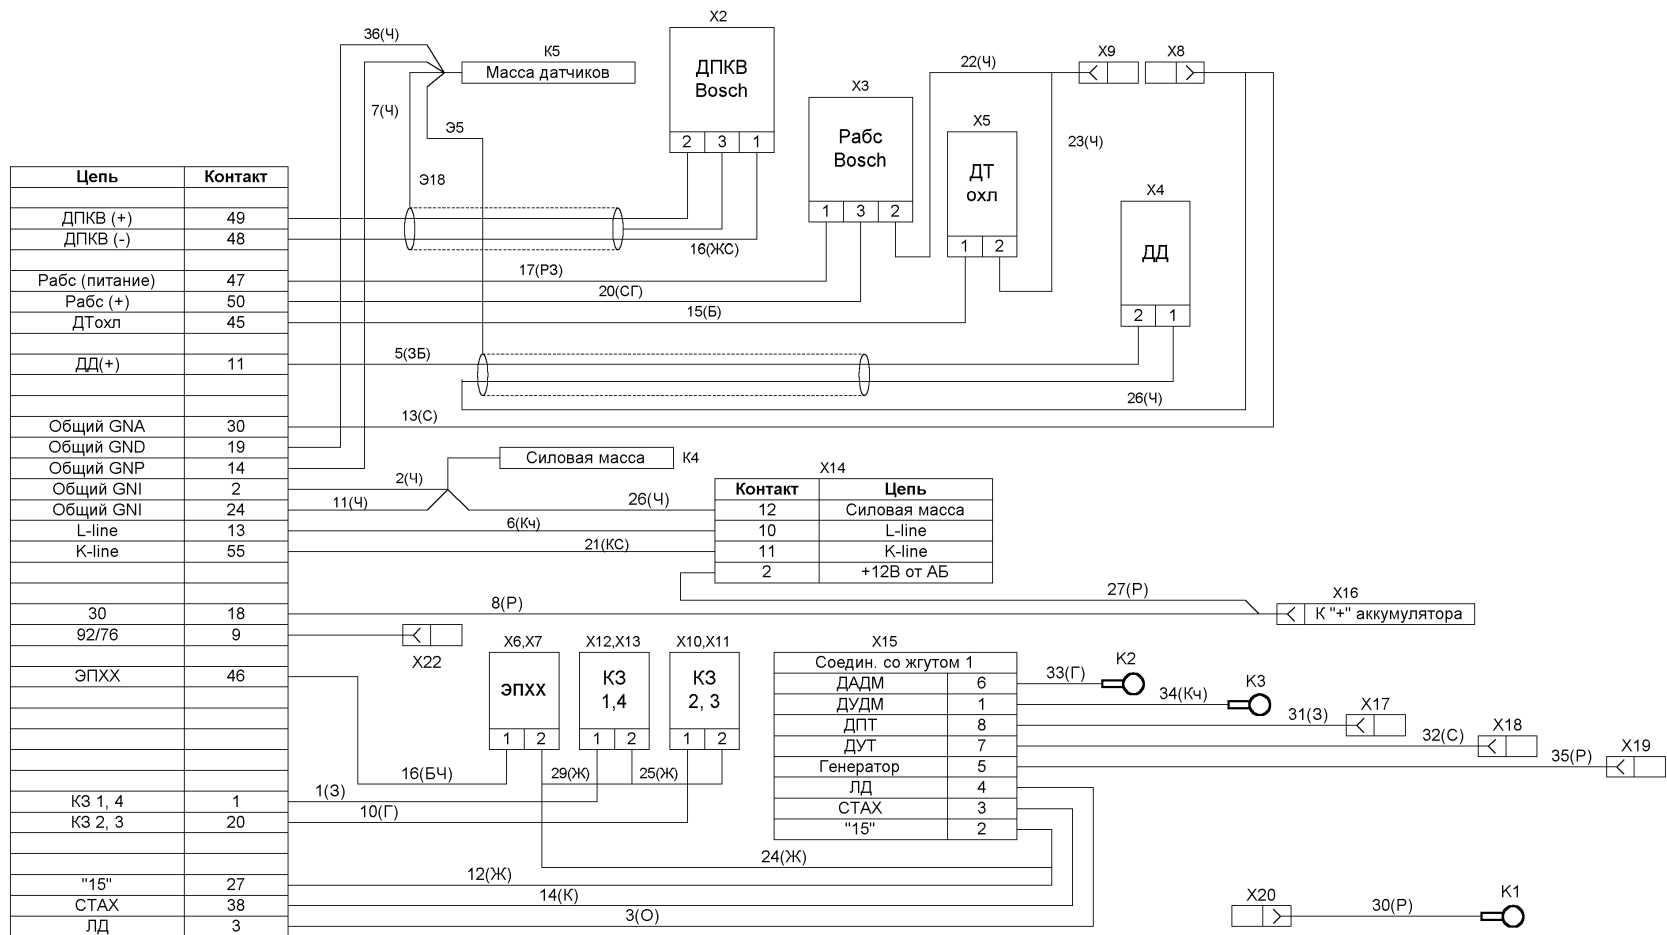 X2
36(Ч)
K5
X9
X8
22(Ч)
Масса датчиков
ДПКВ
Bosch
X3
7(Ч)
X5
Э5
2 3 1
Рабс
Bosch
23(Ч)
Цепь Контакт
Э18
ДТ
охл
X4
ДПКВ (+) 49
1 3 2
ДПКВ (-) 48
16(ЖС)
1 2
ДД
17(РЗ)
Рабс (питание) 47
20(СГ)
Рабс (+) 50
15(Б)
2 1
ДТохл 45
5(ЗБ)
ДД(+) 11
26(Ч)
13(С)
Общий GNA 30
Общий GND 19
Силовая масса K4
Общий GNP 14
X14
2(Ч)
Общий GNI 2
Контакт Цепь
11(Ч)
26(Ч)
Общий GNI 24
12 Силовая масса
6(Кч)
L-line 13
10 L-line
21(КС)
K-line 55
11 K-line
2 +12В от АБ
27(Р)
X16
8(Р)
30 18
К "+" аккумулятора
92/76 9
X22
X6,X7
X12,X13
X10,X11
X15
Соедин. со жгутом 1
K2
ЭПХХ 46
33(Г)
ЭПХХ
КЗ
1,4
КЗ
2, 3
ДАДМ 6
K3
34(Кч)
ДУДМ 1
X17
31(З)
ДПТ 8
X18
32(С)
1 2
1 2
1 2
ДУТ 7
X19
35(Р)
Генератор 5
16(БЧ)
29(Ж)
25(Ж)
ЛД 4
1(З)
КЗ 1, 4 1
СТАХ 3
10(Г)
КЗ 2, 3 20
"15" 2
24(Ж)
12(Ж)
"15" 27
14(К)
X20
K1
СТАХ 38
30(Р)
3(О)
ЛД 3